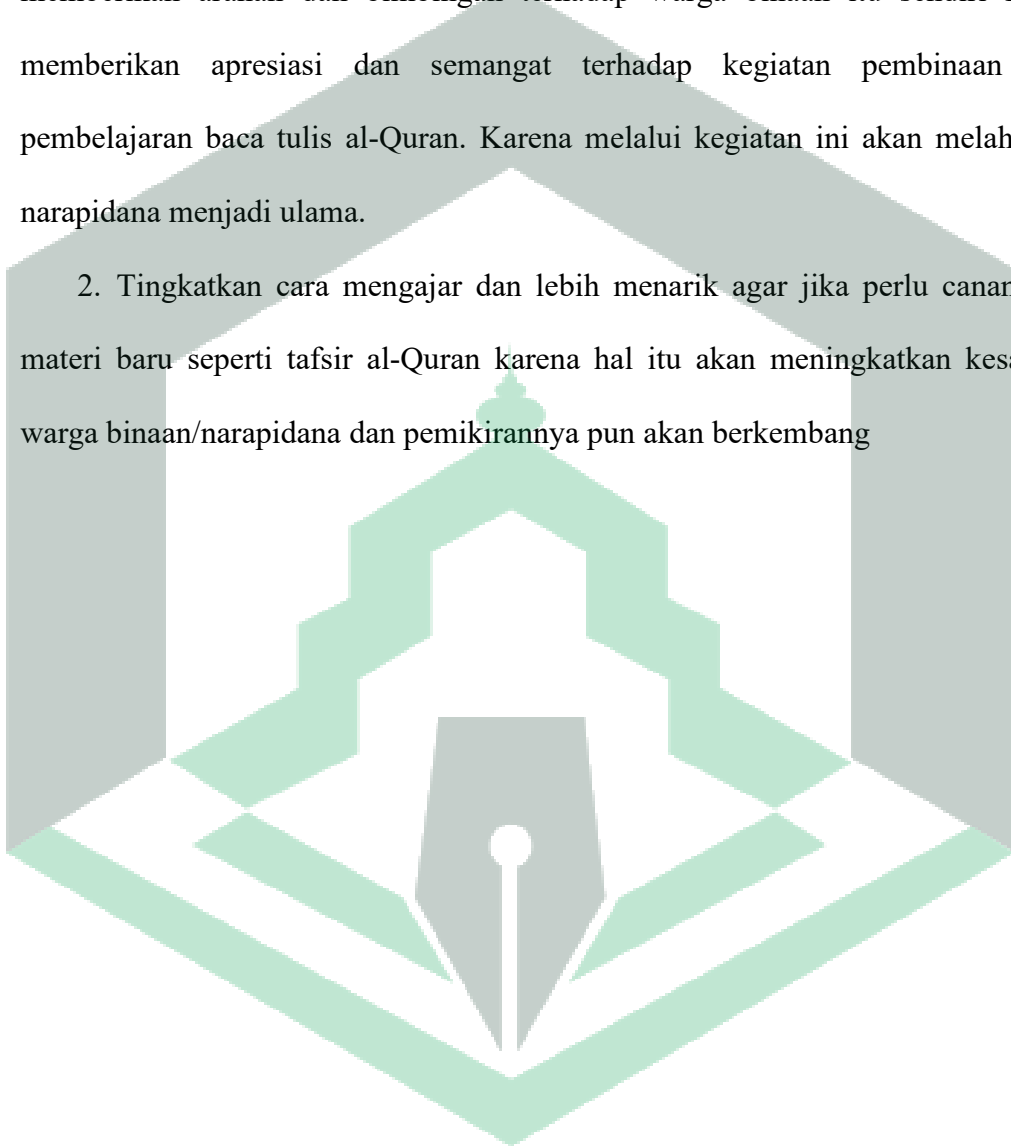 memberikan apresiasi dan semangat terhadap kegiatan pembinaan
pembelajaran baca tulis al-Quran. Karena melalui kegiatan ini akan melah
narapidana menjadi ulama.
2. Tingkatkan cara mengajar dan lebih menarik agar jika perlu canan
materi baru seperti tafsir al-Quran karena hal itu akan meningkatkan kesa
warga binaan/narapidana dan pemikirannya pun akan berkembang